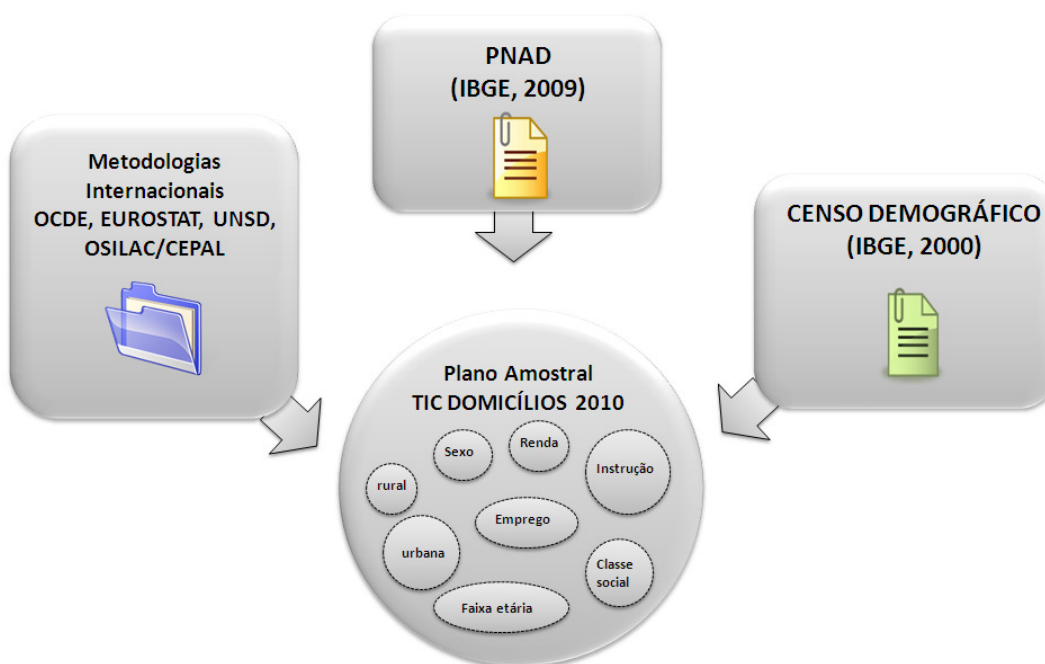 PNAD
(IBGE, 2009)
Metodologias
Internacionais
OCDE, EUROSTAT, UNSD,
OSILAC/CEPAL
CENSO DEMOGRÁFICO
(IBGE, 2000)
Plano Amostral
TIC DOMICÍLIOS 2010
Sexo
Renda
Instrução
rural
Emprego
urbana
Classe
social
Faixa etária